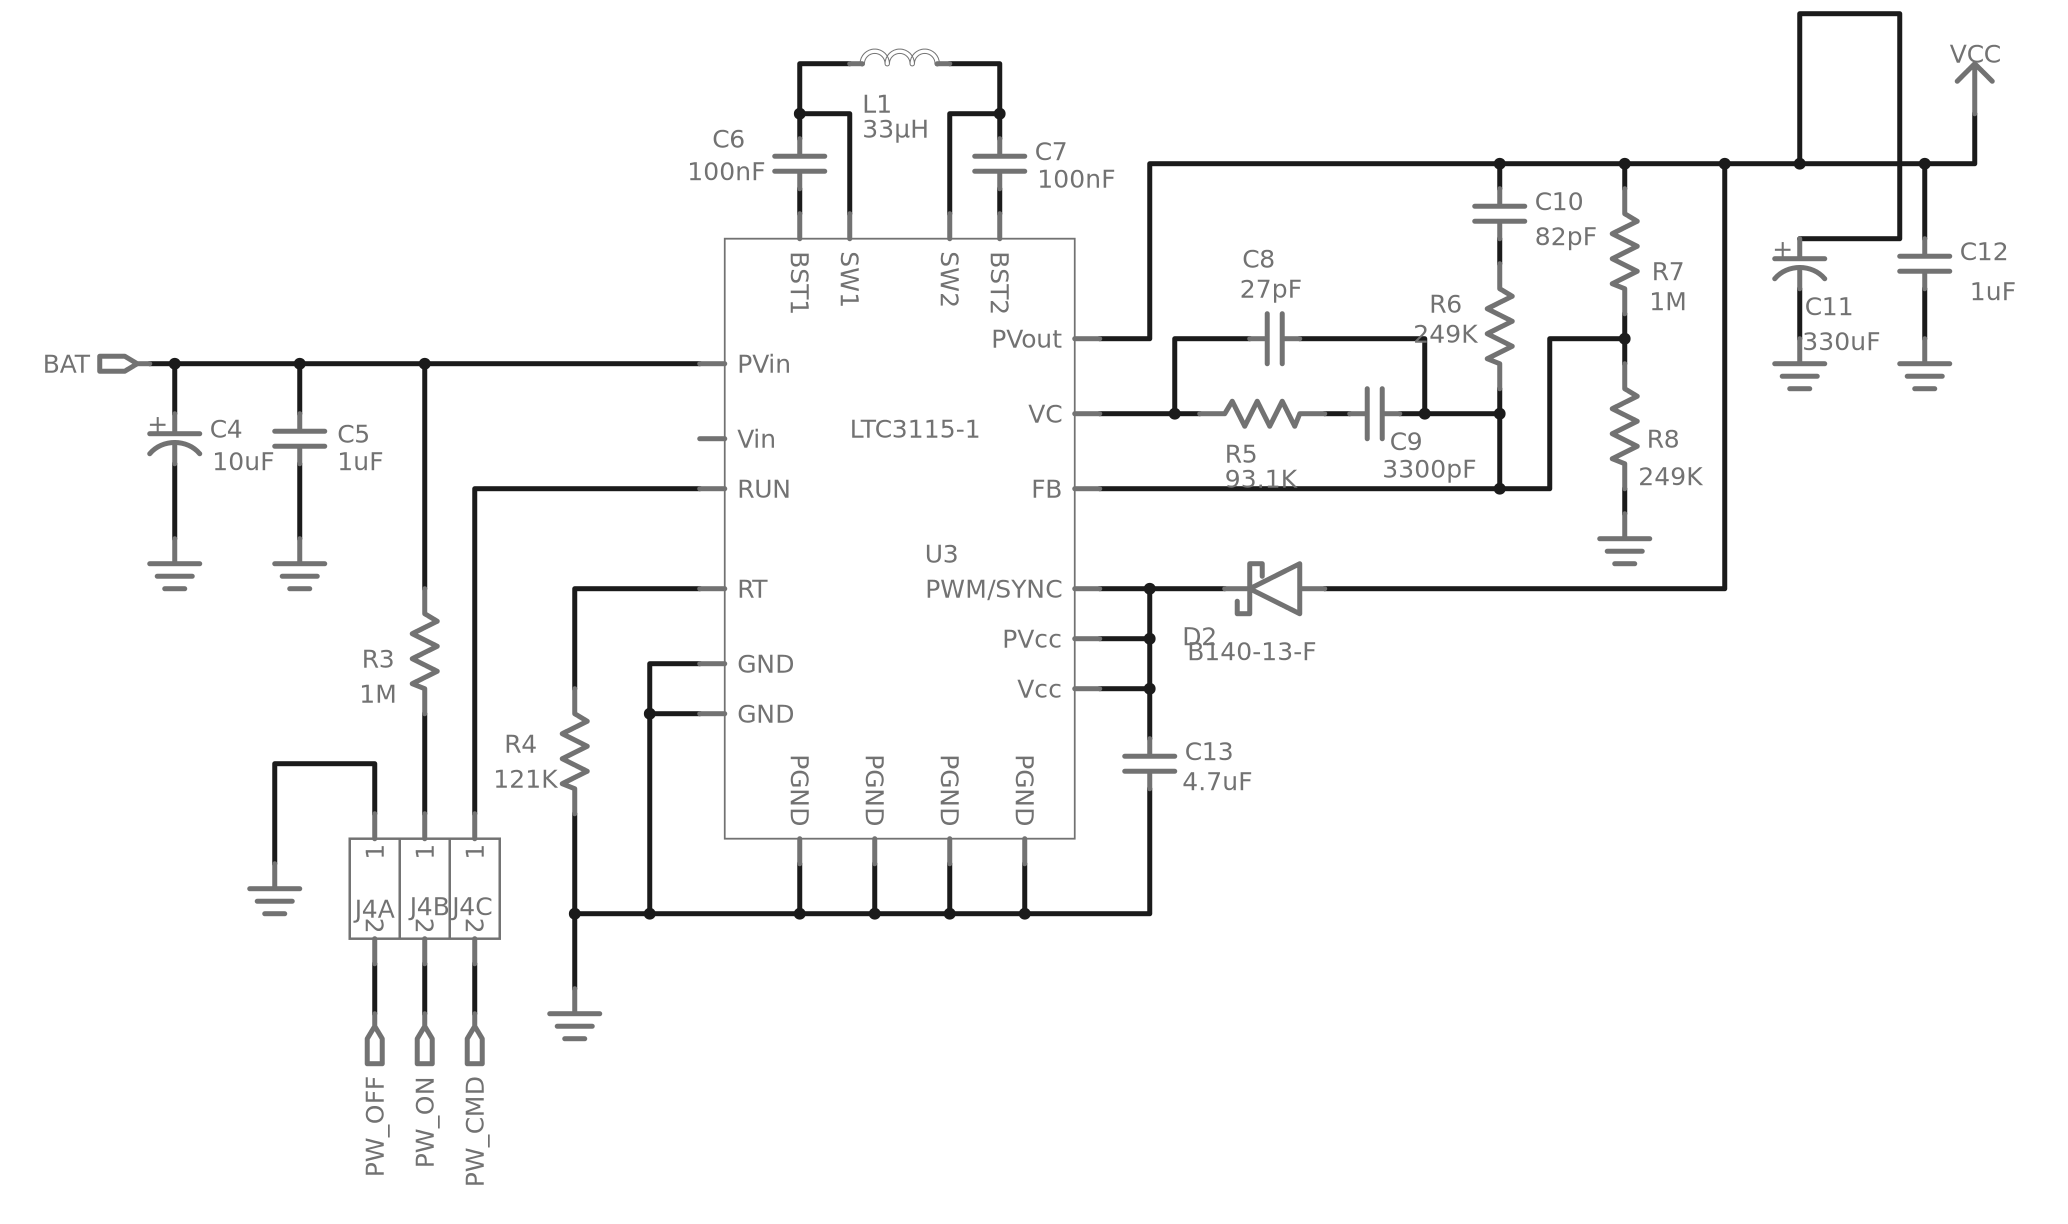 VCC
L1
33µH
C6
100nF
C7
100nF
C10
82pF
C12
1uF
BST1
SW1
SW2
BST2
C8
27pF
R7
1M
R6
249K
+
C11
330uF
PVout
BAT
PVin
+
C4
10uF
C5
1uF
VC
LTC3115-1
Vin
C9
3300pF
R5
93.1K
R8
249K
RUN
FB
U3
RT
PWM/SYNC
PVcc
D2
B140-13-F
R3
1M
GND
Vcc
GND
R4
121K
C13
4.7uF
PGND
PGND
PGND
PGND
1
1
1
J4A
J4B
J4C
2
2
2
PW_OFF
PW_ON
PW_CMD